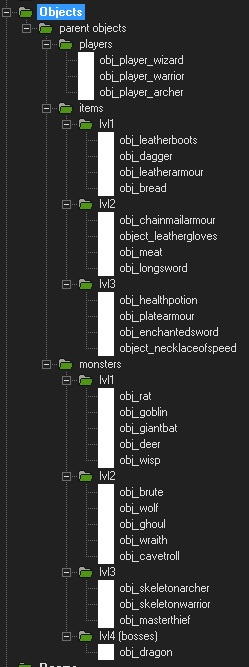 Objects
parent objects
players
obj_player_wizard
obj_player_warrior
obj_player_archer
items
lvl1
obj_leatherboots
obj_dagger
obj_leatherarmour
obj_bread
lvl2
obj_chainmailarmour
object_leathergloves
obj_meat
obj_longsword
lvl3
obj_healthpotion
obj_platearmour
obj_enchantedsword
object_necklaceofspeed
monsters
lvl1
obj_rat
obj_goblin
obj_giantbat
obj_deer
obj_wisp
lvl2
obj_brute
obj_wolf
obj_ghoul
obj_wraith
obj_cavetroll
lvl3
obj_skeletonarcher
obj_skeletonwarrior
obj_masterthief
lvl4 (bosses)
obj_dragon